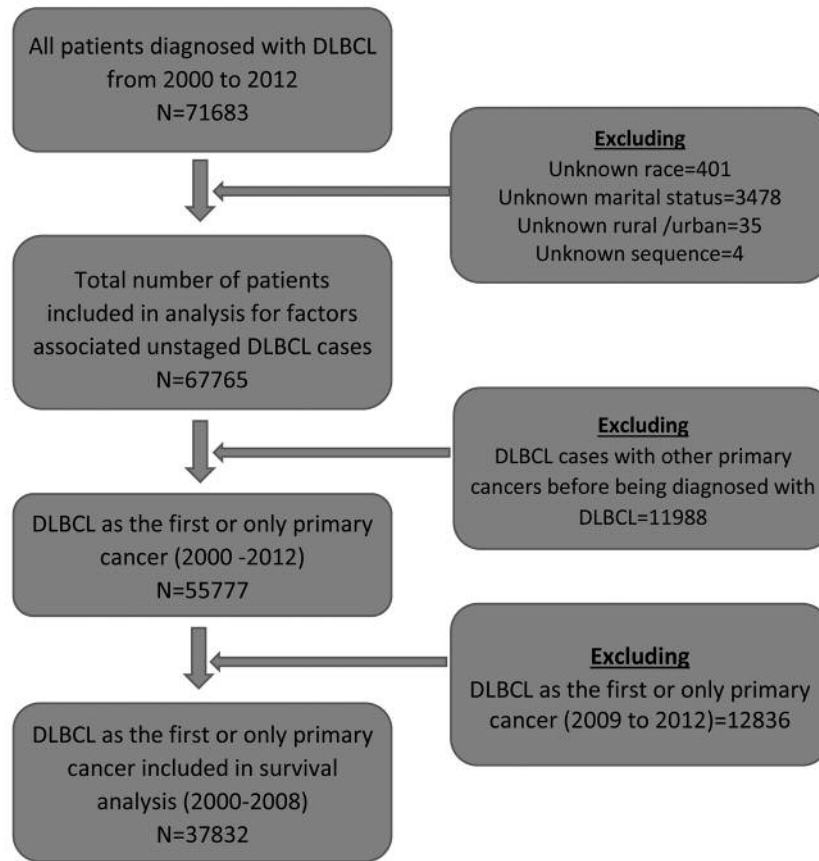 All patients diagnosed with DLBCL
from 2000 to 2012
N=71683
Excluding
Unknown race=401
Unknown marital status=3478
Unknown rural /urban=35
Unknown sequence=4
Total number of patients
included in analysis for factors
associated unstaged DLBCL cases
N=67765
Excluding
DLBCL cases with other primary
cancers before being diagnosed with
DLBCL=11988
DLBCL as the first or only primary
cancer (2000 -2012)
N=55777
Excluding
DLBCL as the first or only primary
cancer (2009 to 2012)=12836
DLBCL as the first or only primary
cancer included in survival
analysis (2000-2008)
N=37832